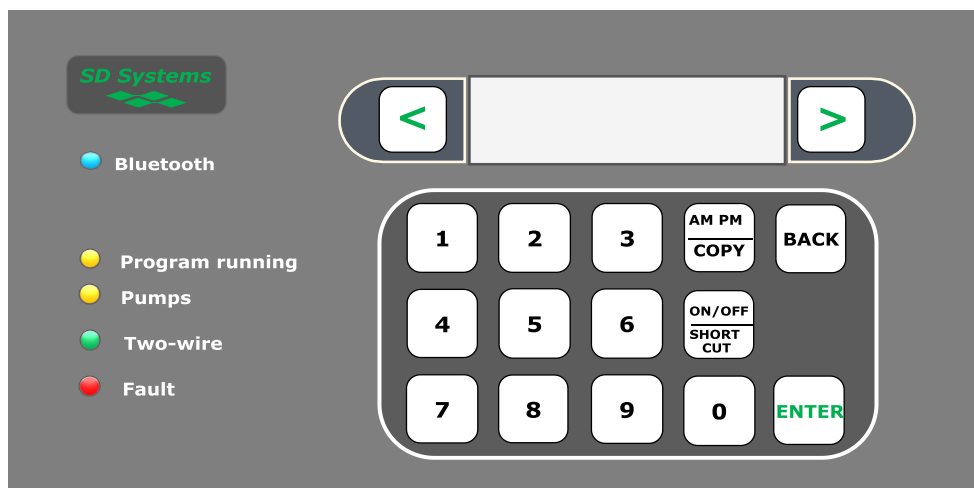 SD Systems
< >
Bluetooth
1 2 3 AM PM BACK
COPY
Program running
Pumps
4 5 6 ON/OFF
SHORT
CUT
Two-wire
Fault
7 8 9 0 ENTER